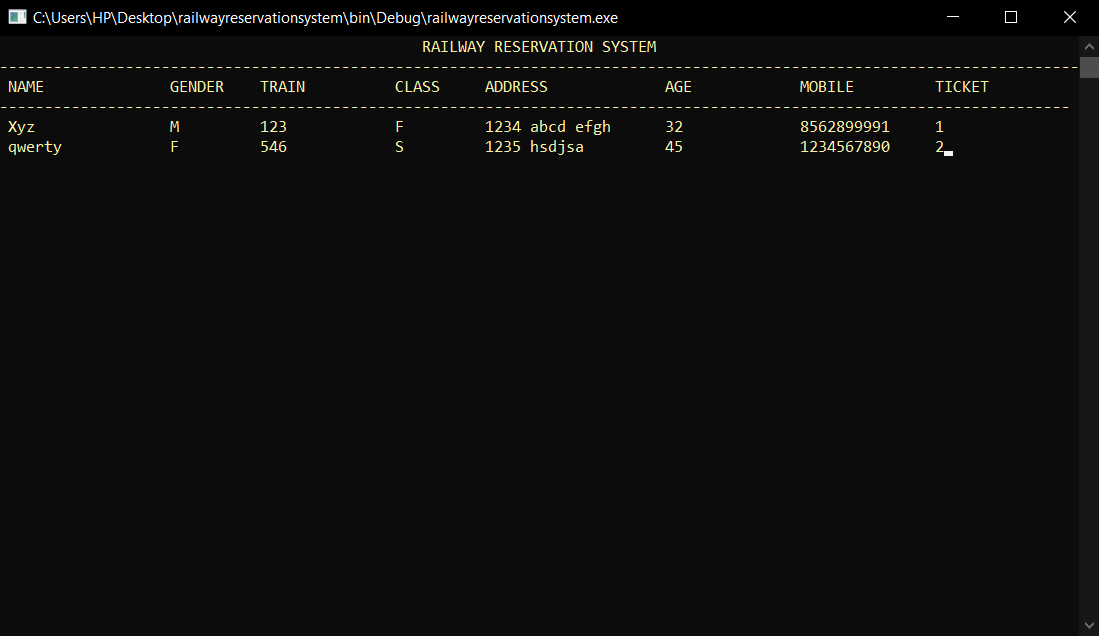 C:\Users\HP\Desktop\railwayreservationsystem\bin\Debug\railwayreservationsystem.exe
RAILWAY RESERVATION SYSTEM
------------------------------------------------------------------------------------------------------------------------
NAME GENDER TRAIN CLASS ADDRESS AGE MOBILE TICKET
-----------------------------------------------------------------------------------------------------------------------
Xyz M 123 F 1234 abcd efgh 32 8562899991 1
qwerty F 546 S 1235 hsdjsa 45 1234567890 2